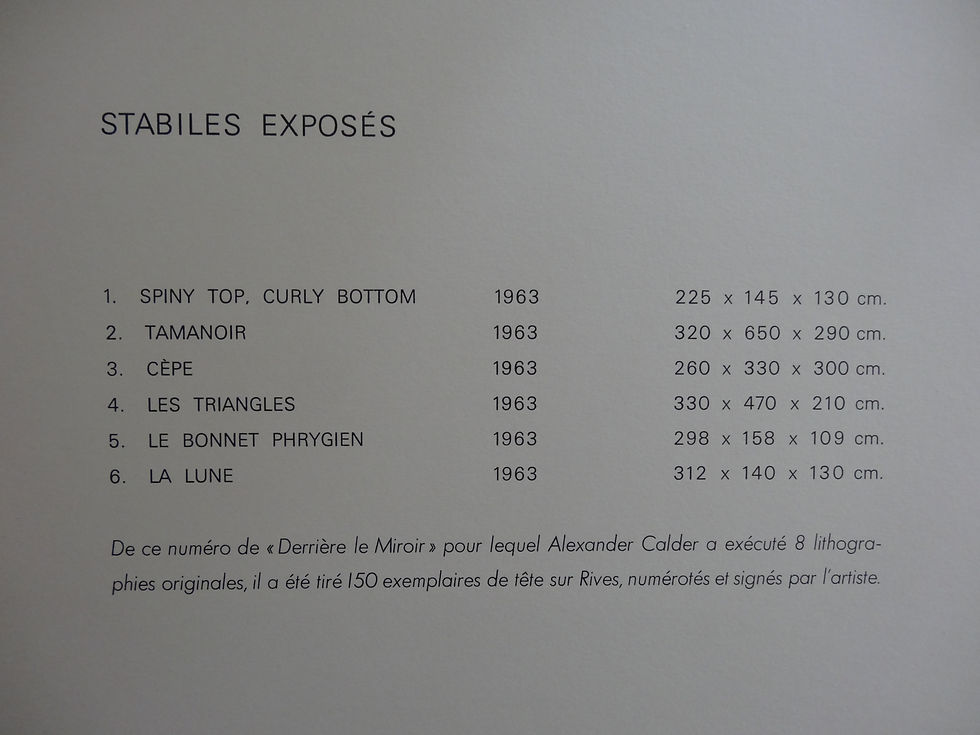 STABILES EXPOSÉS
1. SPINY TOP, CURLY BOTTOM 1963 225 x 145 x 130 cm.
2. TAMANOIR 1963 320 x 650 x 290 cm.
3. CÈPE 1963 260 x 330 x 300 cm.
4. LES TRIANGLES 1963 330 x 470 x 210 cm.
5. LE BONNET PHRYGIEN 1963 298 x 158 x 109 cm.
6. LA LUNE 1963 312 x 140 x 130 cm.
De ce numéro de « Derrière le Miroir » pour lequel Alexander Calder a exécuté 8 lithogra-
phies originales, il a été tiré 150 exemplaires de tête sur Rives, numérotés et signés par l'artiste.